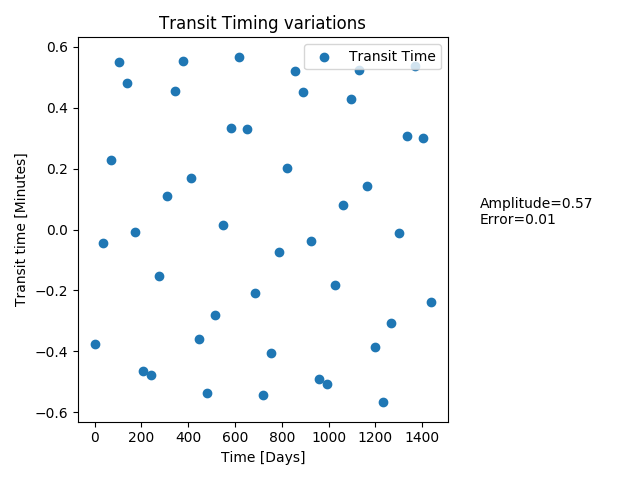 Transit Timing variations
Transit Time
Transit time [Minutes]
0.6
0.4
0.2
0.0
−0.2
−0.4
−0.6
0 200 400 600 800 1000 1200 1400
Time [Days]
Amplitude=0.57
Error=0.01